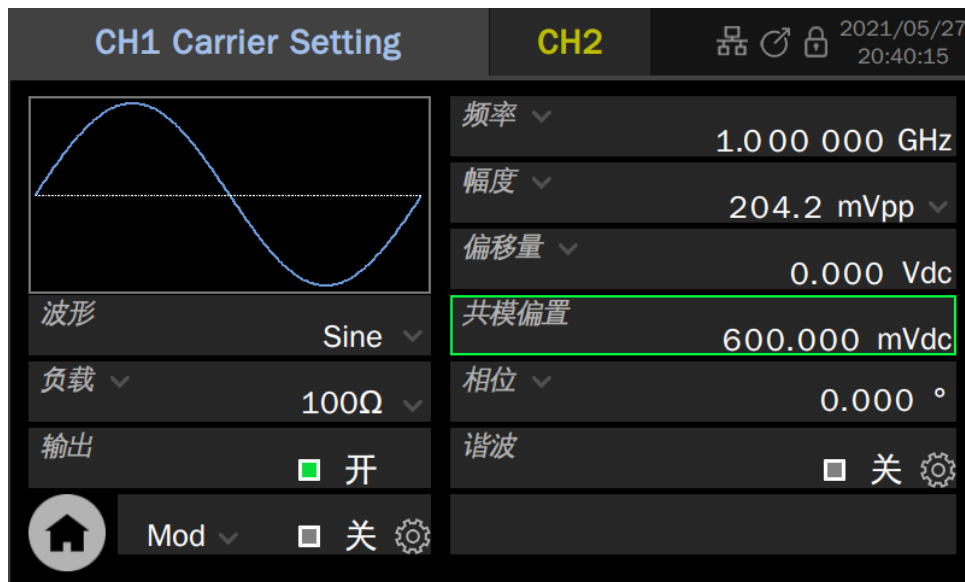 CH1 Carrier Setting
CH2
2021/05/27
20:40:15
频率
1.000 000 GHz
幅度
204.2 mVpp
偏移量
0.000 Vdc
波形
Sine
共模偏置
600.000 mVdc
负载
100Ω
相位
0.000 °
输出
开
谐波
关
Mod
关